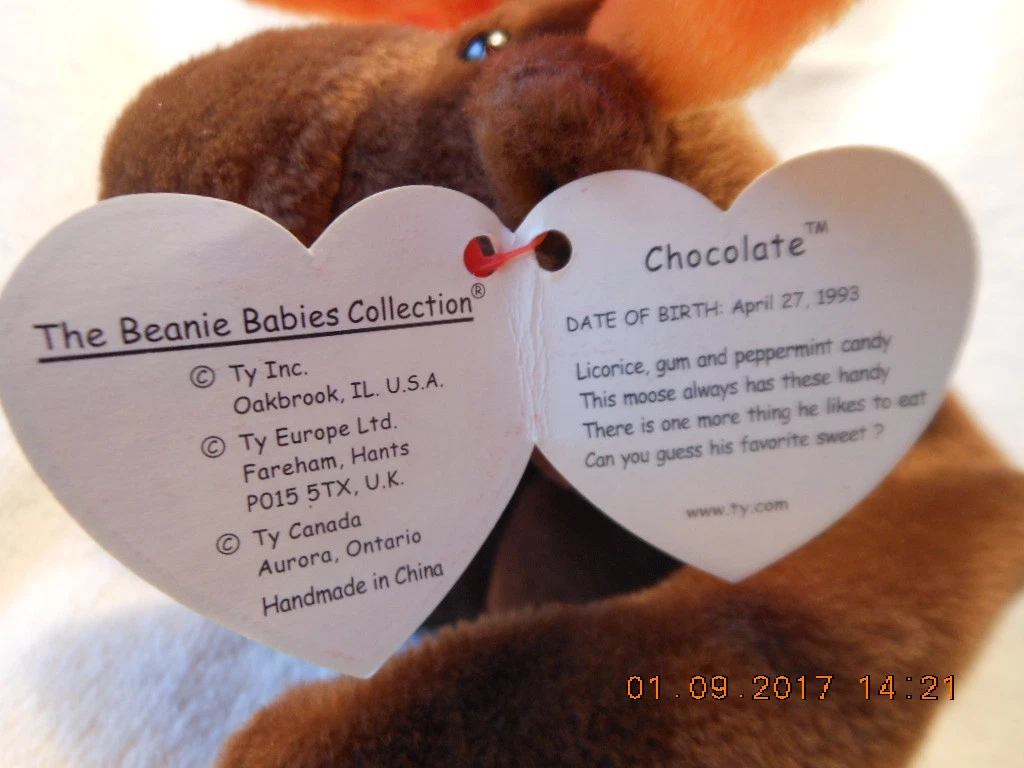 The Beanie Babies Collection®
© Ty Inc.
Oakbrook, IL. U.S.A.
© Ty Europe Ltd.
Fareham, Hants
PO15 5TX, U.K.
© Ty Canada
Aurora, Ontario
Handmade in China
Chocolate™
DATE OF BIRTH: April 27, 1993
Licorice, gum and peppermint candy
This moose always has these handy
There is one more thing he likes to eat
Can you guess his favorite sweet ?
www.ty.com
01.09.2017 14:21